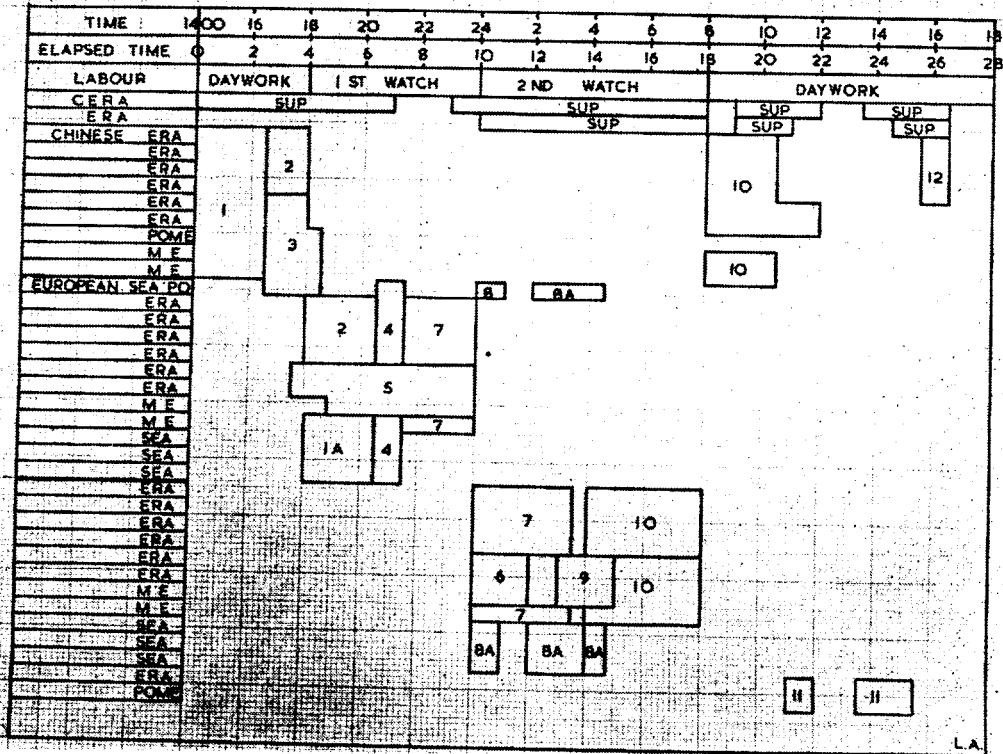 TIME : 1400 16 18 20 22 24 2 4 6 8 10 12 14 16 18
ELAPSED TIME 0 2 4 6 8 10 12 14 16 18 20 22 24 26 28
LABOUR DAYWORK 1 ST WATCH 2 ND WATCH DAYWORK
C.E.R.A SUP SUP SUP SUP
E R A SUP SUP SUP
CHINESE ERA
ERA 2
ERA
ERA 10 12
ERA 1
ERA
POME 3
M E
M E 10
EUROPEAN SEA PO 8 8A
ERA
ERA 2 4 7
ERA
ERA
ERA 5
M E
M E 7
SEA 1A 4
SEA
SEA
ERA
ERA 7 10
ERA
ERA
ERA 6 9 10
ERA
M E
M E 7
SEA
SEA 8A 8A 8A
SEA
ERA
POME 11 11
L.A.